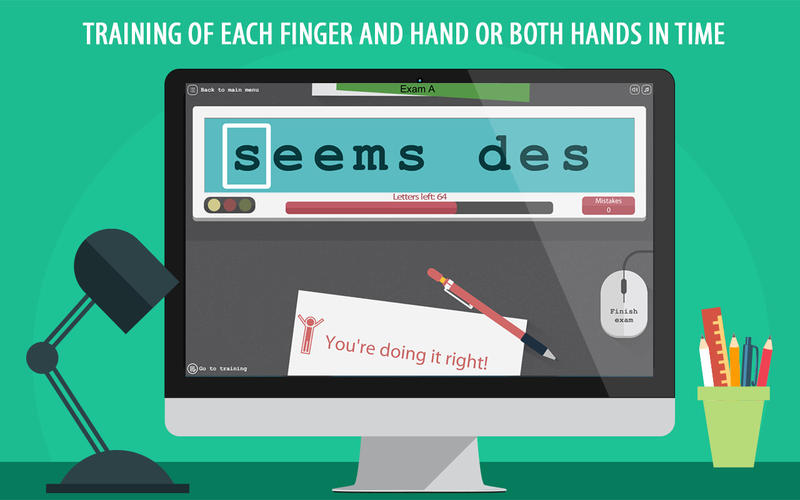 TRAINING OF EACH FINGER AND HAND OR BOTH HANDS IN TIME
Back to main menu
Exam A
seems des
Letters left: 64
Mistakes
0
Finish
exam
You're doing it right!
Go to training